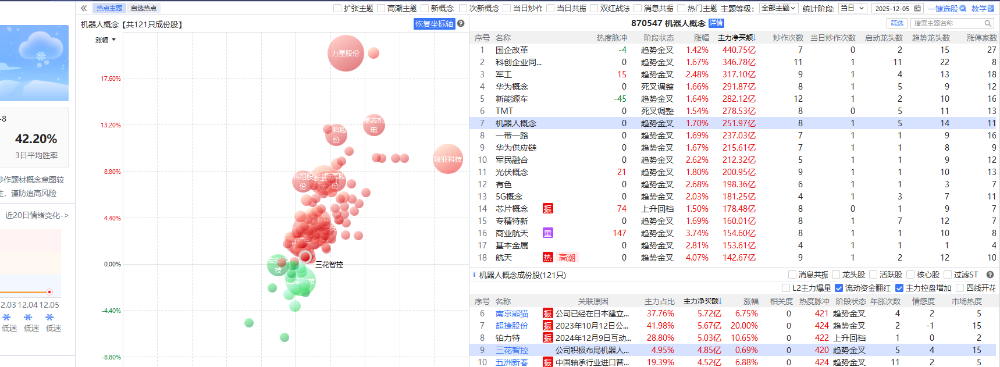 热点主题 自选热点
扩张主题 高潮主题 新概念 次新概念 当日炒作 当日共振 双红战法 消息共振 热门主题 主题等级: 全部主题 统计阶段: 当日 2025-12-05 一键选股 教学
机器人概念【共121只成份股】 恢复坐标轴
涨幅
17.60%
13.20%
8.80%
4.40%
0.00%
-4.40%
-8.80%
力星股份
昊志机电
科股份
骏亚科技
科翔股份
三花智控
-8
42.20%
3日平均胜率
炒作题材概念意图较
性，谨防追高风险
近20日情绪变化->
2.03 12.04 12.05
低迷 低迷 低迷
870547 机器人概念 详情 筛选 搜索主题名称
序号 名称 热度脉冲 阶段状态 涨幅 主力净买额↓ 炒作次数 当日炒作次数 启动龙头数 趋势龙头数 涨停家数
1 国企改革 -4 趋势金叉 1.42% 440.75亿 7 0 2 15 27
2 科创企业同... 0 趋势金叉 1.67% 346.78亿 11 1 11 22 8
3 军工 15 趋势金叉 2.48% 317.10亿 9 1 4 13 18
4 华为概念 0 死叉调整 1.66% 291.87亿 8 1 5 9 12
5 新能源车 -45 趋势金叉 1.64% 282.12亿 12 1 2 10 16
6 TMT 0 死叉调整 1.54% 278.53亿 8 0 5 11 13
7 机器人概念 0 趋势金叉 1.70% 251.97亿 8 1 5 14 11
8 一带一路 0 趋势金叉 1.69% 237.03亿 7 1 1 9 16
9 华为供应链 0 趋势金叉 1.67% 215.61亿 7 1 1 8 9
10 军民融合 0 趋势金叉 2.62% 212.32亿 5 1 1 9 12
11 光伏概念 21 趋势金叉 1.80% 200.95亿 9 1 1 10 13
12 有色 0 趋势金叉 2.68% 198.36亿 6 1 1 3 7
13 5G概念 0 趋势金叉 2.03% 181.25亿 4 1 3 7 11
14 芯片概念 振 74 上升回档 1.50% 178.48亿 8 0 1 9 7
15 专精特新 0 趋势金叉 1.69% 160.01亿 8 1 7 12 7
16 商业航天 重 147 趋势金叉 3.74% 154.60亿 8 1 1 10 8
17 基本金属 0 趋势金叉 2.81% 153.61亿 4 1 1 1 4
18 航天 热 高潮 0 趋势金叉 4.07% 142.67亿 9 1 2 12 10
机器人概念成份股(121只) 消息共振 龙头股 活跃股 核心股 过滤ST
L2主力爆量 流动资金翻红 主力控盘增加 四线开花
序号 名称 关联原因 主力占比 主力净买额↓ 涨幅 相关度 热度脉冲 阶段状态 年涨次数 情感度 市场热度
6 南京熊猫 振 公司已经在日本建立... 37.76% 5.72亿 6.75% 0 421 趋势金叉 4 2 5
7 超捷股份 振 2023年10月12日公... 41.98% 5.67亿 20.00% 0 424 趋势金叉 2 -1 15
8 铂力特 振 2024年12月9日互动... 28.80% 5.03亿 10.65% 0 422 上升回档 1 0 2
9 三花智控 公司积极布局机器人... 4.95% 4.85亿 0.69% 0 420 趋势金叉 5 4 15
10 五洲新春 振 中国轴承行业进口替... 19.39% 4.52亿 6.88% 0 424 趋势金叉 11 2 5